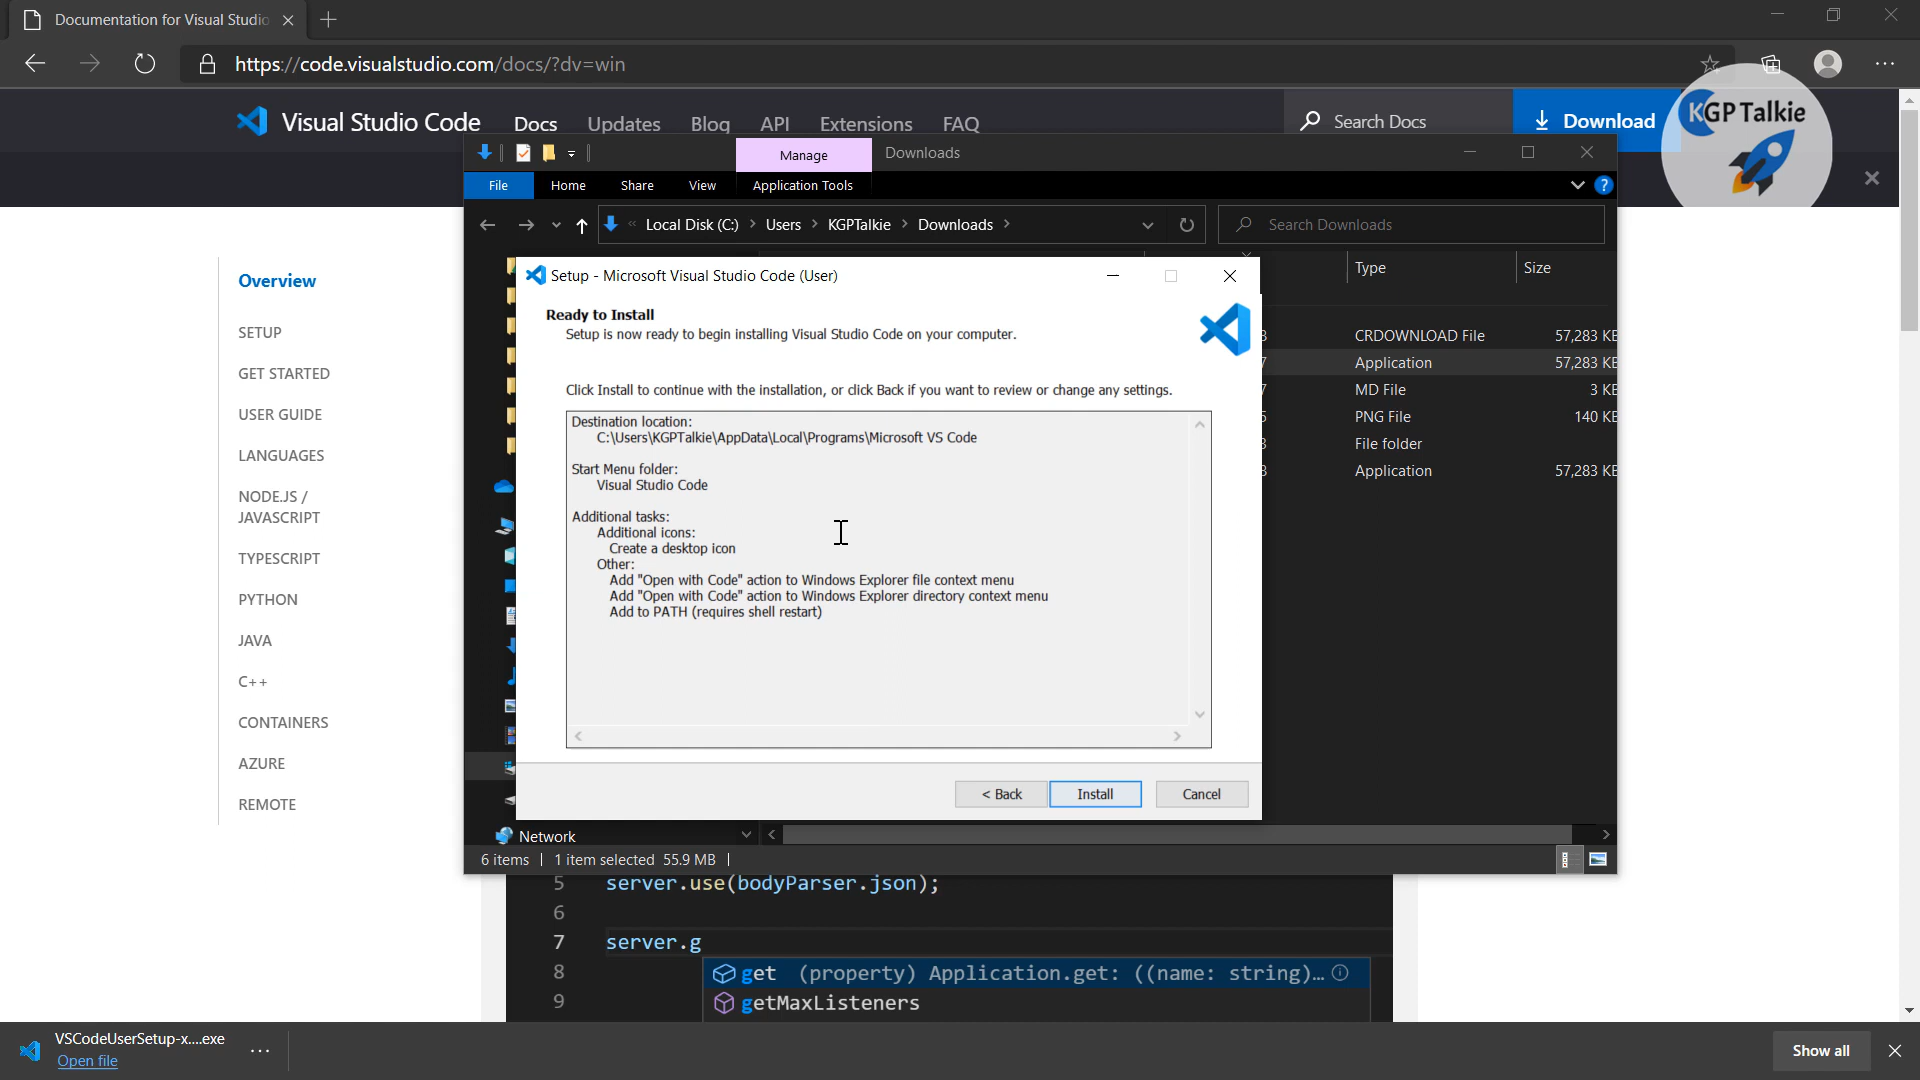 Documentation for Visual Studio
https://code.visualstudio.com/docs/?dv=win
Visual Studio Code
Docs
Updates
Blog
API
Extensions
FAQ
Search Docs
Download
KGP Talkie
Manage
Downloads
File
Home
Share
View
Application Tools
Local Disk (C:) > Users > KGPTalkie > Downloads >
Search Downloads
Overview
SETUP
GET STARTED
USER GUIDE
LANGUAGES
NODE.JS /
JAVASCRIPT
TYPESCRIPT
PYTHON
JAVA
C++
CONTAINERS
AZURE
REMOTE
Setup - Microsoft Visual Studio Code (User)
Ready to Install
Setup is now ready to begin installing Visual Studio Code on your computer.
Click Install to continue with the installation, or click Back if you want to review or change any settings.
Destination location:
C:\Users\KGPTalkie\AppData\Local\Programs\Microsoft VS Code
Start Menu folder:
Visual Studio Code
Additional tasks:
Additional icons:
Create a desktop icon
Other:
Add "Open with Code" action to Windows Explorer file context menu
Add "Open with Code" action to Windows Explorer directory context menu
Add to PATH (requires shell restart)
< Back
Install
Cancel
Type
Size
CRDOWNLOAD File
57,283 KB
Application
57,283 KB
MD File
3 KB
PNG File
140 KB
File folder
Application
57,283 KB
Network
6 items
1 item selected 55.9 MB
5 server.use(bodyParser.json);
6
7 server.g
8 get (property) Application.get: ((name: string)…
9 getMaxListeners
VSCodeUserSetup-x....exe
Open file
Show all